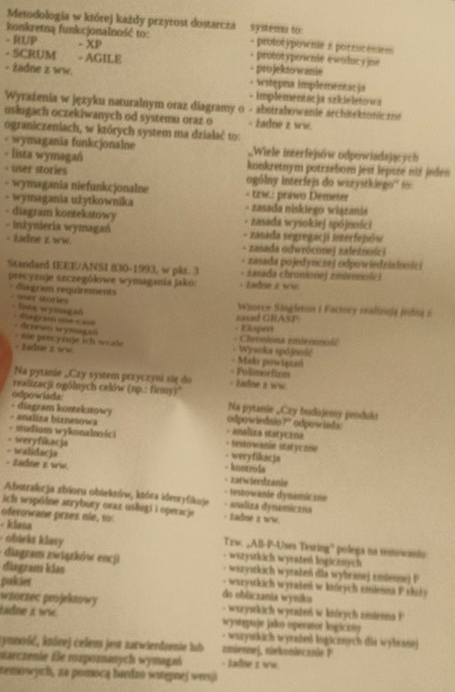 Metodologia w której każdy przyrost dostarcza
konkretną funkcjonalność to:
- RUP - XP
- SCRUM - AGILE
- żadne z ww.
Wyrażenia w języku naturalnym oraz diagramy o
usługach oczekiwanych od systemu oraz o
ograniczeniach, w których system ma działać to:
- wymagania funkcjonalne
- lista wymagań
- user stories
- wymagania niefunkcjonalne
- wymagania użytkownika
- diagram kontekstowy
- inżynieria wymagań
- żadne z ww.
Standard IEEE/ANSI 830-1993, w pkt. 3
precyzuje szczegółowe wymagania jako:
- diagram requirements
- user stories
- listę wymagań
- diagram use-case
- drzewo wymagań
- nie precyzuje ich wcale
- żadne z ww.
Na pytanie „Czy system przyczyni się do
realizacji ogólnych celów (np.: firmy)”
odpowiada:
- diagram kontekstowy
- analiza biznesowa
- studium wykonalności
- weryfikacja
- walidacja
- żadne z ww.
Abstrakcja zbioru obiektów, która identyfikuje
ich wspólne atrybuty oraz usługi i operacje
oferowane przez nie, to:
- klasa
- obiekt klasy
diagram związków encji
diagram klas
pakiet
wzorzec projektowy
żadne z ww.
czynność, której celem jest zatwierdzenie lub
starczenie źle rozpoznanych wymagań
temowych, za pomocą bardzo wstępnej wersji
systemu to:
- prototypownie z porzuceniem
- prototypownie ewolucyjne
- projektowanie
- wstępna implementacja
- implementacja szkieletowa
- abstrahowanie architektoniczne
- żadne z ww.
„Wiele interfejsów odpowiadających
konkretnym potrzebom jest lepsze niż jeden
ogólny interfejs do wszystkiego” to:
- tzw.: prawo Demeter
- zasada niskiego wiązania
- zasada wysokiej spójności
- zasada segregacji interfejsów
- zasada odwróconej zależności
- zasada pojedynczej odpowiedzialności
- zasada chronionej zmienności
- żadne z ww.
Wzorce Singleton i Factory realizują jedną z
zasad GRASP:
- Ekspert
- Chroniona zmienność
- Wysoka spójność
- Mało powiązań
- Polimorfizm
- żadne z ww.
Na pytanie „Czy budujemy produkt
odpowiednio?” odpowiada:
- analiza statyczna
- testowanie statyczne
- weryfikacja
- kontrola
- zatwierdzanie
- testowanie dynamiczne
- analiza dynamiczna
- żadne z ww.
Tzw. „All-P-Uses Testing” polega na testowaniu:
- wszystkich wyrażeń logicznych
- wszystkich wyrażeń dla wybranej zmiennej P
- wszystkich wyrażeń w których zmienna P służy
do obliczania wyniku
- wszystkich wyrażeń w których zmienna P
występuje jako operator logiczny
- wszystkich wyrażeń logicznych dla wybranej
zmiennej, niekoniecznie P
- żadne z ww.